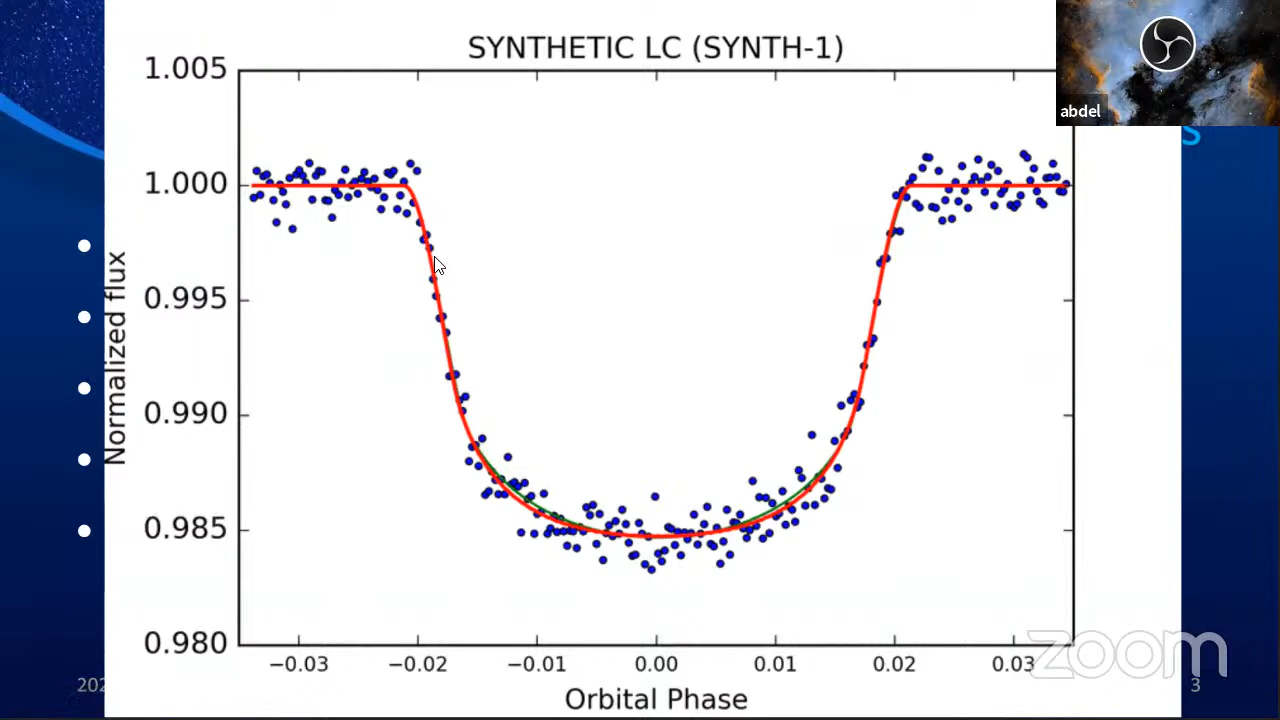 SYNTHETIC LC (SYNTH-1)
abdel
s
1.005
1.000
0.995
0.990
0.985
0.980
Normalized flux
−0.03
−0.02
−0.01
0.00
0.01
0.02
0.03
Orbital Phase
zoom
202
3